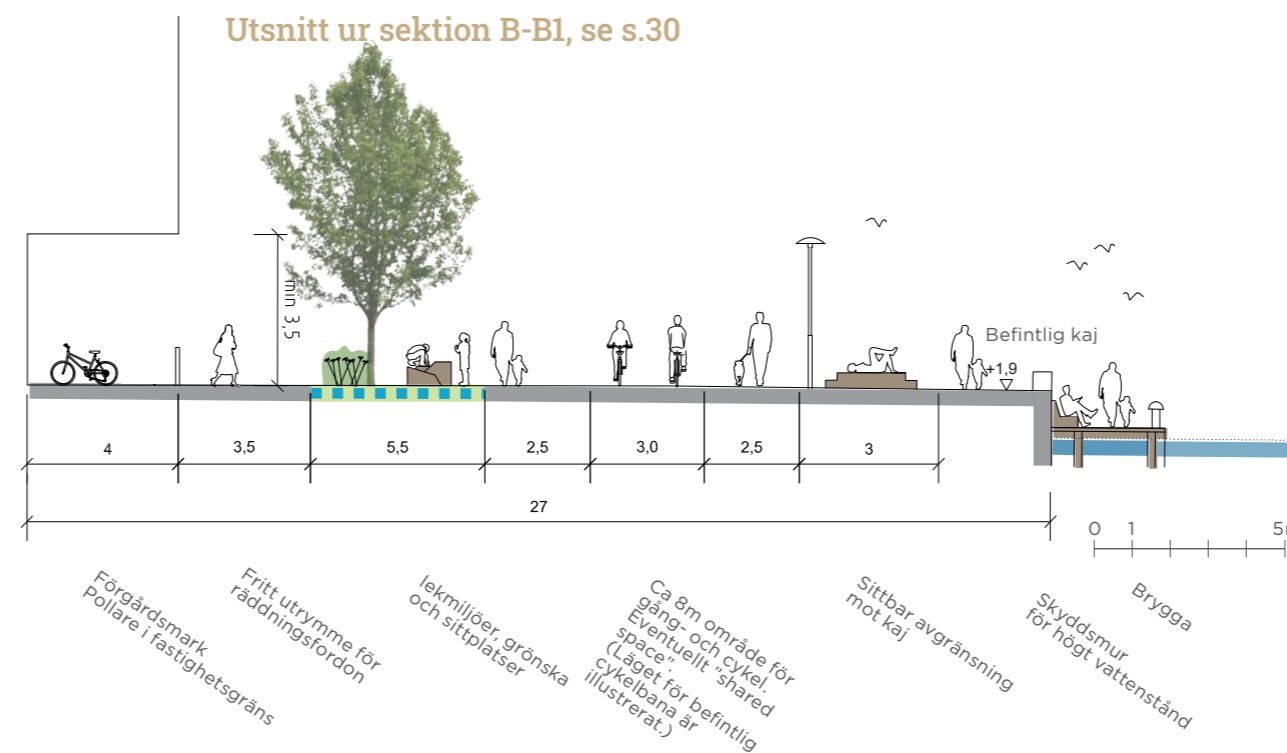 Utsnitt ur sektion B-B1, se s.30
min 3,5
Befintlig kaj
+1,9
4
3,5
5,5
2,5
3,0
2,5
3
27
0 1 5
Förgårdsmark
Pollare i fastighetsgräns
Fritt utrymme för
räddningsfordon
lekmiljöer, grönska
och sittplatser
Ca 8m område för
gång- och cykel.
Eventuellt "shared
space".
(Läget för befintlig
cykelbana är
illustrerat.)
Sittbar avgränsning
mot kaj
Skyddsmur
för högt vattenstånd
Brygga